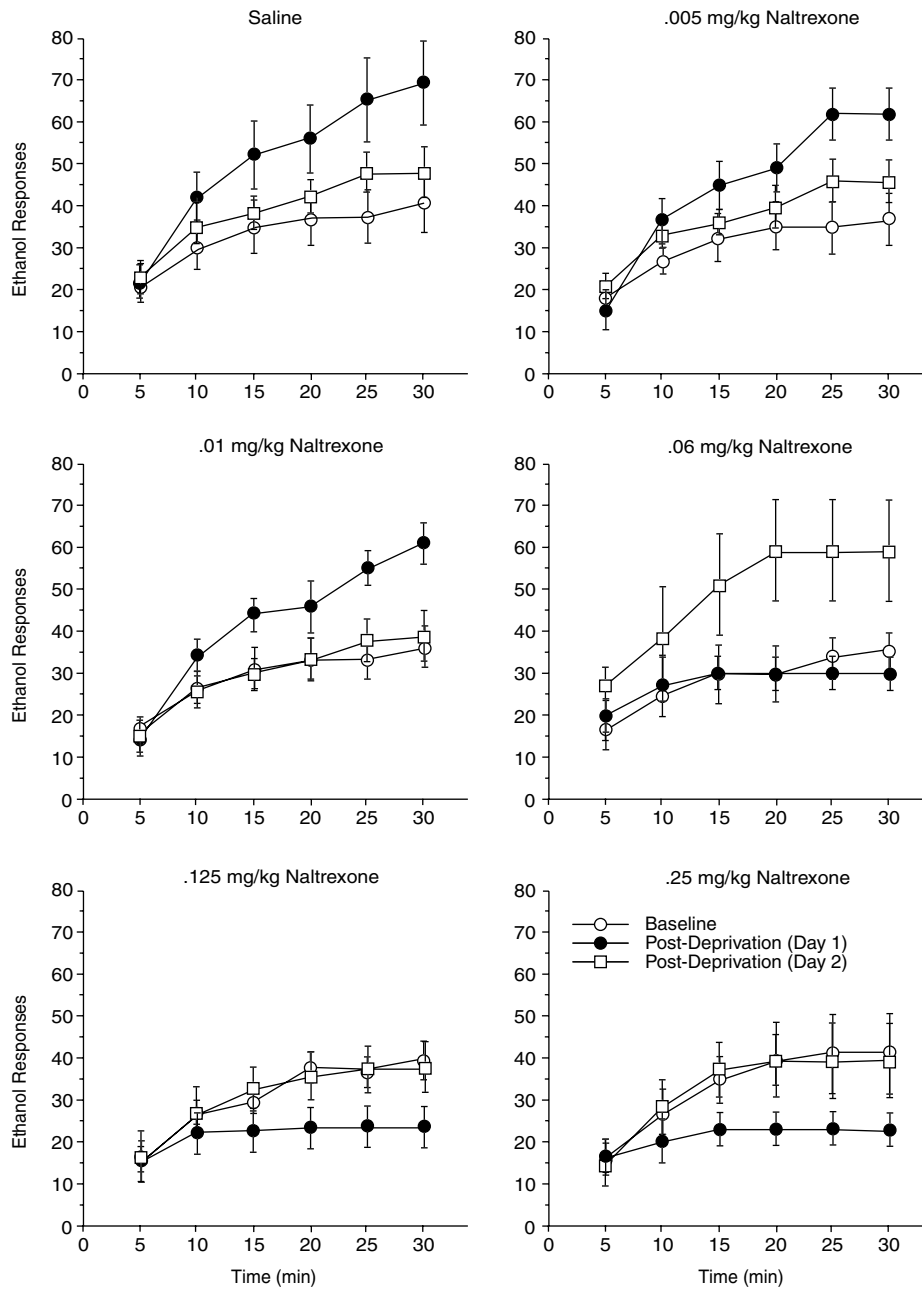 Saline
80
70
60
50
40
30
20
10
0
Ethanol Responses
0 5 10 15 20 25 30
.005 mg/kg Naltrexone
80
70
60
50
40
30
20
10
0
0 5 10 15 20 25 30
.01 mg/kg Naltrexone
80
70
60
50
40
30
20
10
0
Ethanol Responses
0 5 10 15 20 25 30
.06 mg/kg Naltrexone
80
70
60
50
40
30
20
10
0
0 5 10 15 20 25 30
.125 mg/kg Naltrexone
80
70
60
50
40
30
20
10
0
Ethanol Responses
0 5 10 15 20 25 30
Time (min)
.25 mg/kg Naltrexone
80
70
60
50
40
30
20
10
0
Baseline
Post-Deprivation (Day 1)
Post-Deprivation (Day 2)
0 5 10 15 20 25 30
Time (min)